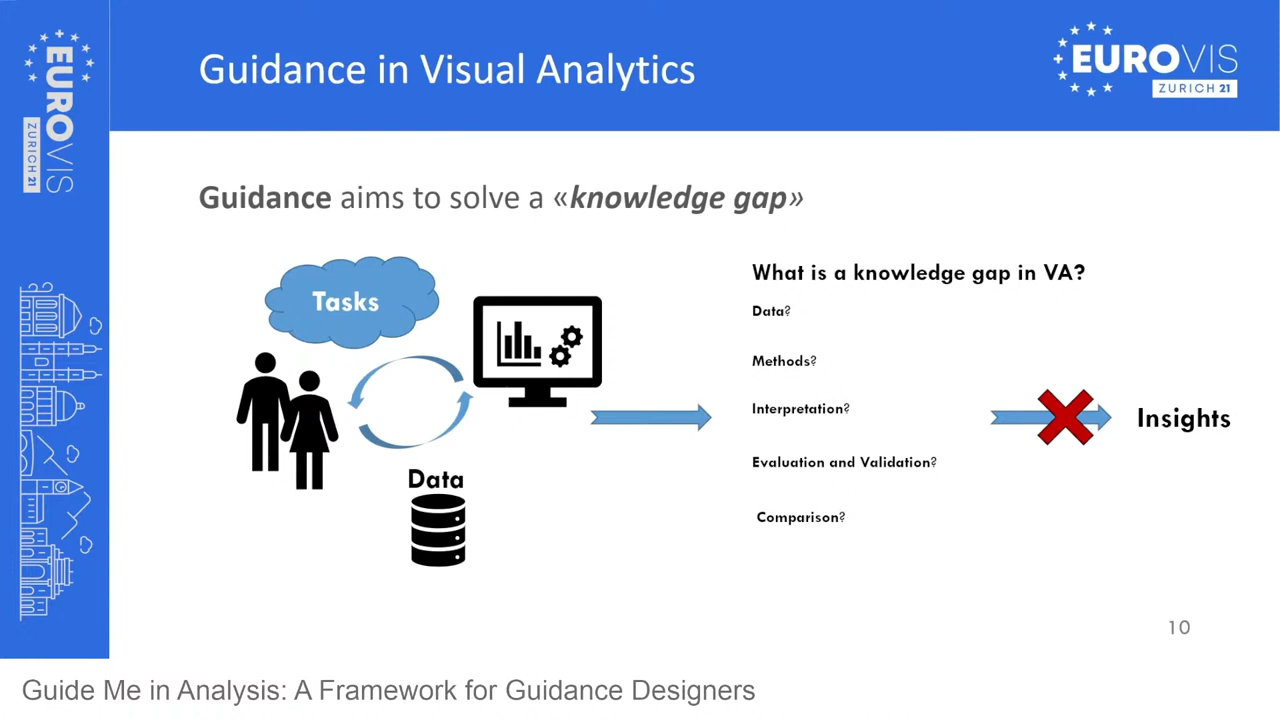 EUROVIS
ZURICH 21
Guidance in Visual Analytics
EUROVIS
ZURICH 21
Guidance aims to solve a «knowledge gap»
Tasks
Data
What is a knowledge gap in VA?
Data?
Methods?
Interpretation?
Evaluation and Validation?
Comparison?
Insights
10
Guide Me in Analysis: A Framework for Guidance Designers